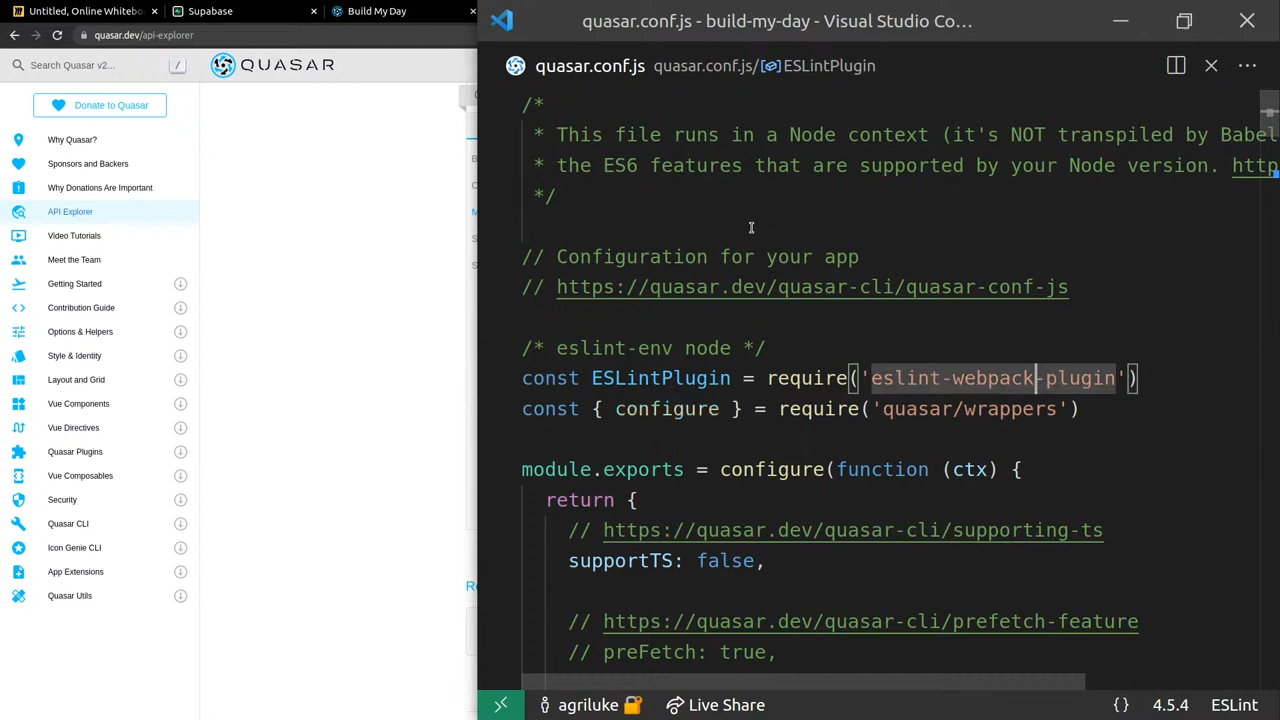 Untitled, Online Whitebo
Supabase
Build My Day
quasar.dev/api-explorer
Search Quasar v2...
/
QUASAR
Donate to Quasar
Why Quasar?
Sponsors and Backers
Why Donations Are Important
API Explorer
Video Tutorials
Meet the Team
Getting Started
Contribution Guide
Options & Helpers
Style & Identity
Layout and Grid
Vue Components
Vue Directives
Quasar Plugins
Vue Composables
Security
Quasar CLI
Icon Genie CLI
App Extensions
Quasar Utils
quasar.conf.js - build-my-day - Visual Studio Co...
quasar.conf.js quasar.conf.js/ESLintPlugin
/*
* This file runs in a Node context (it's NOT transpiled by Babel
* the ES6 features that are supported by your Node version. http
*/
// Configuration for your app
// https://quasar.dev/quasar-cli/quasar-conf-js
/* eslint-env node */
const ESLintPlugin = require('eslint-webpack-plugin')
const { configure } = require('quasar/wrappers')
module.exports = configure(function (ctx) {
return {
// https://quasar.dev/quasar-cli/supporting-ts
supportTS: false,
// https://quasar.dev/quasar-cli/prefetch-feature
// preFetch: true,
agriluke Live Share {} 4.5.4 ESLint